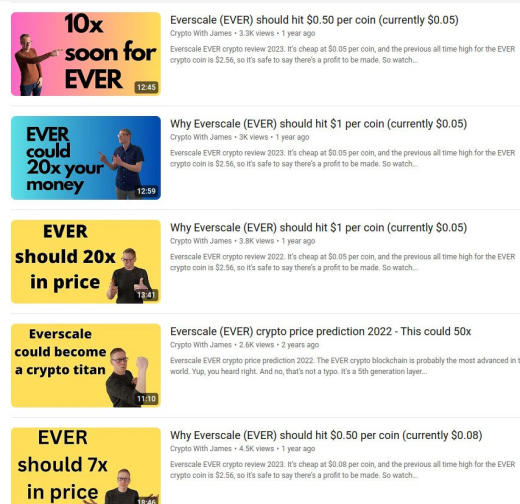 10x
soon for
EVER
12:45
Everscale (EVER) should hit $0.50 per coin (currently $0.05)
Crypto With James • 3.3K views • 1 year ago
Everscale EVER crypto review 2023. It's cheap at $0.05 per coin, and the previous all time high for the EVER
crypto coin is $2.56, so it's safe to say there's a profit to be made. So watch...
EVER
could
20x your
money
12:59
Why Everscale (EVER) should hit $1 per coin (currently $0.05)
Crypto With James • 3K views • 1 year ago
Everscale EVER crypto review 2023. It's cheap at $0.05 per coin, and the previous all time high for the EVER
crypto coin is $2.56, so it's safe to say there's a profit to be made. So watch...
EVER
should 20x
in price
13:41
Why Everscale (EVER) should hit $1 per coin (currently $0.05)
Crypto With James • 3.8K views • 1 year ago
Everscale EVER crypto review 2022. It's cheap at $0.05 per coin, and the previous all time high for the EVER
crypto coin is $2.56, so it's safe to say there's a profit to be made. So watch...
Everscale
could become
a crypto titan
11:10
Everscale (EVER) crypto price prediction 2022 - This could 50x
Crypto With James • 2.6K views • 2 years ago
Everscale EVER crypto price prediction 2022. The EVER crypto blockchain is probably the most advanced in t
world. Yup, you heard right. And no, that's not a typo. It's a 5th generation layer...
EVER
should 7x
in price
18:46
Why Everscale (EVER) should hit $0.50 per coin (currently $0.08)
Crypto With James • 4.5K views • 1 year ago
Everscale EVER crypto review 2023. It's cheap at $0.08 per coin, and the previous all time high for the EVER
crypto coin is $2.56, so it's safe to say there's a profit to be made. So watch...